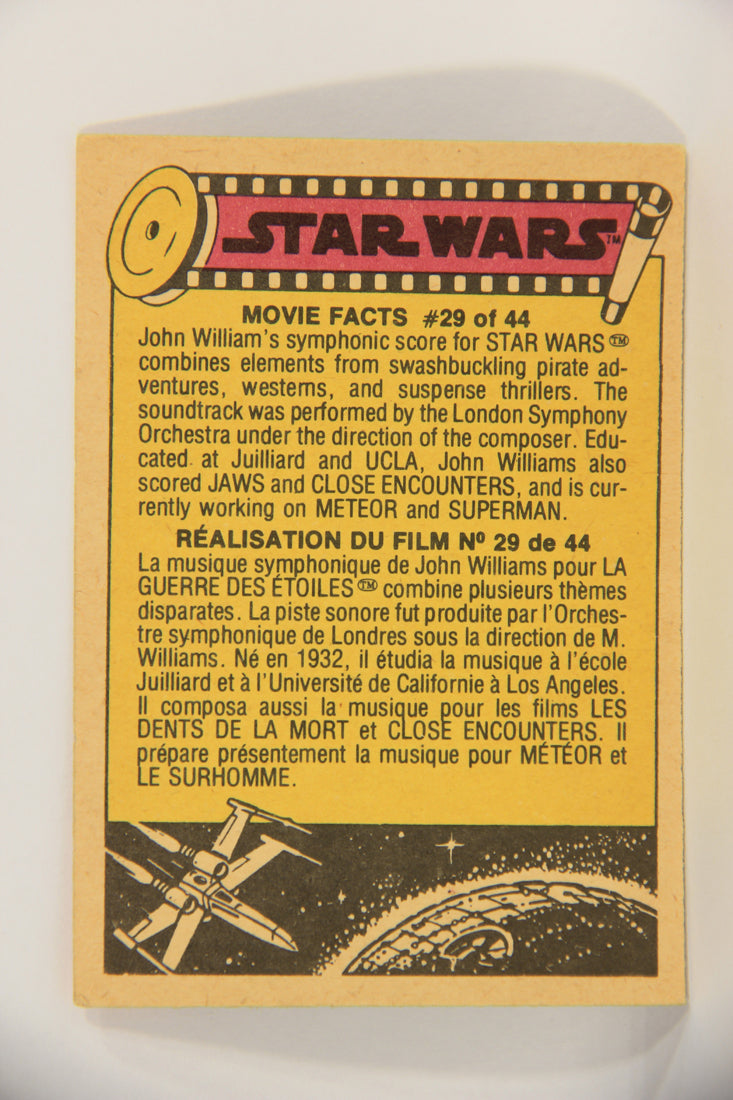 STAR WARS™
MOVIE FACTS #29 of 44
John William's symphonic score for STAR WARS™
combines elements from swashbuckling pirate ad-
ventures, westerns, and suspense thrillers. The
soundtrack was performed by the London Symphony
Orchestra under the direction of the composer. Edu-
cated at Juilliard and UCLA, John Williams also
scored JAWS and CLOSE ENCOUNTERS, and is cur-
rently working on METEOR and SUPERMAN.
RÉALISATION DU FILM Nº 29 de 44
La musique symphonique de John Williams pour LA
GUERRE DES ÉTOILES™ combine plusieurs thèmes
disparates. La piste sonore fut produite par l'Orches-
tre symphonique de Londres sous la direction de M.
Williams. Né en 1932, il étudia la musique à l'école
Juilliard et à l'Université de Californie à Los Angeles.
Il composa aussi la musique pour les films LES
DENTS DE LA MORT et CLOSE ENCOUNTERS. Il
prépare présentement la musique pour MÉTÉOR et
LE SURHOMME.